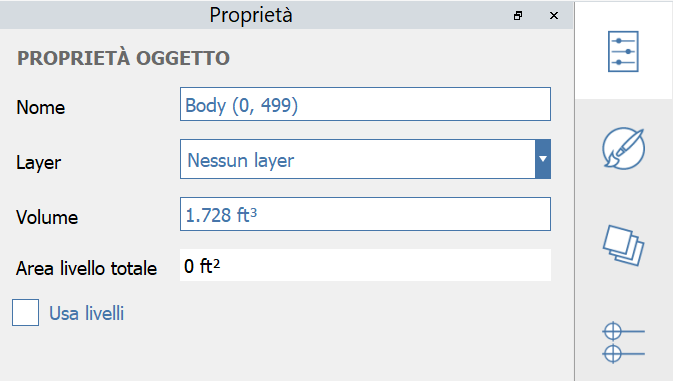 Proprietà
PROPRIETÀ OGGETTO
Nome Body (0, 499)
Layer Nessun layer
Volume 1.728 ft³
Area livello totale 0 ft²
Usa livelli